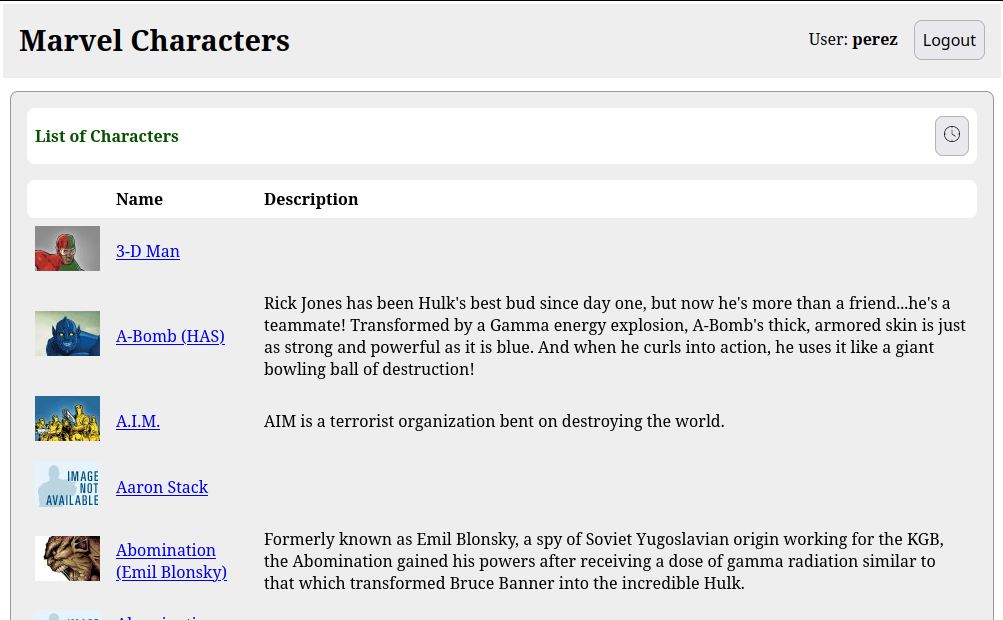 Marvel Characters
User: perez
Logout
List of Characters
Name
Description
3-D Man
A-Bomb (HAS)
Rick Jones has been Hulk's best bud since day one, but now he's more than a friend...he's a
teammate! Transformed by a Gamma energy explosion, A-Bomb's thick, armored skin is just
as strong and powerful as it is blue. And when he curls into action, he uses it like a giant
bowling ball of destruction!
A.I.M.
AIM is a terrorist organization bent on destroying the world.
IMAGE
NOT
AVAILABLE
Aaron Stack
Abomination
(Emil Blonsky)
Formerly known as Emil Blonsky, a spy of Soviet Yugoslavian origin working for the KGB,
the Abomination gained his powers after receiving a dose of gamma radiation similar to
that which transformed Bruce Banner into the incredible Hulk.